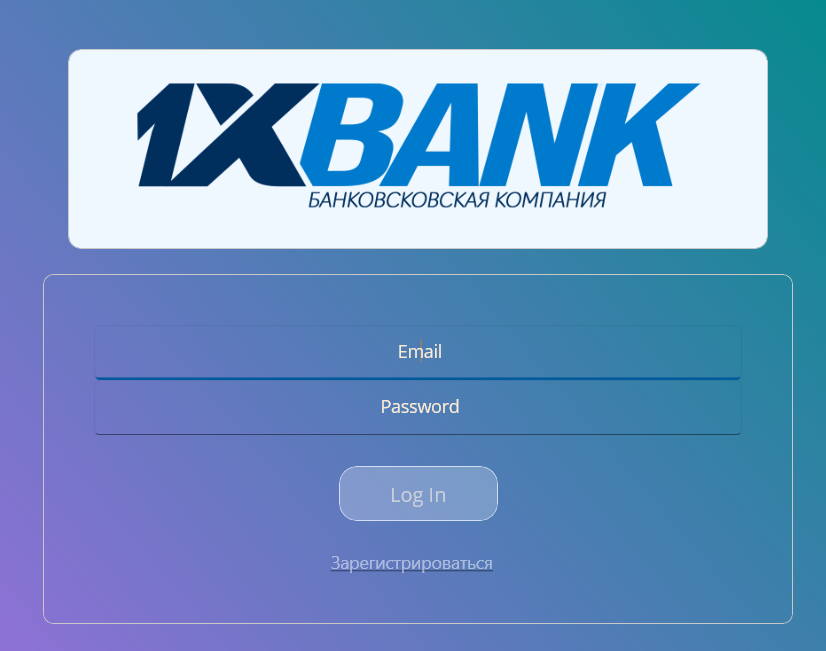 1XBANK
БАНКОВСКОВСКАЯ КОМПАНИЯ
Email
Password
Log In
Зарегистрироваться